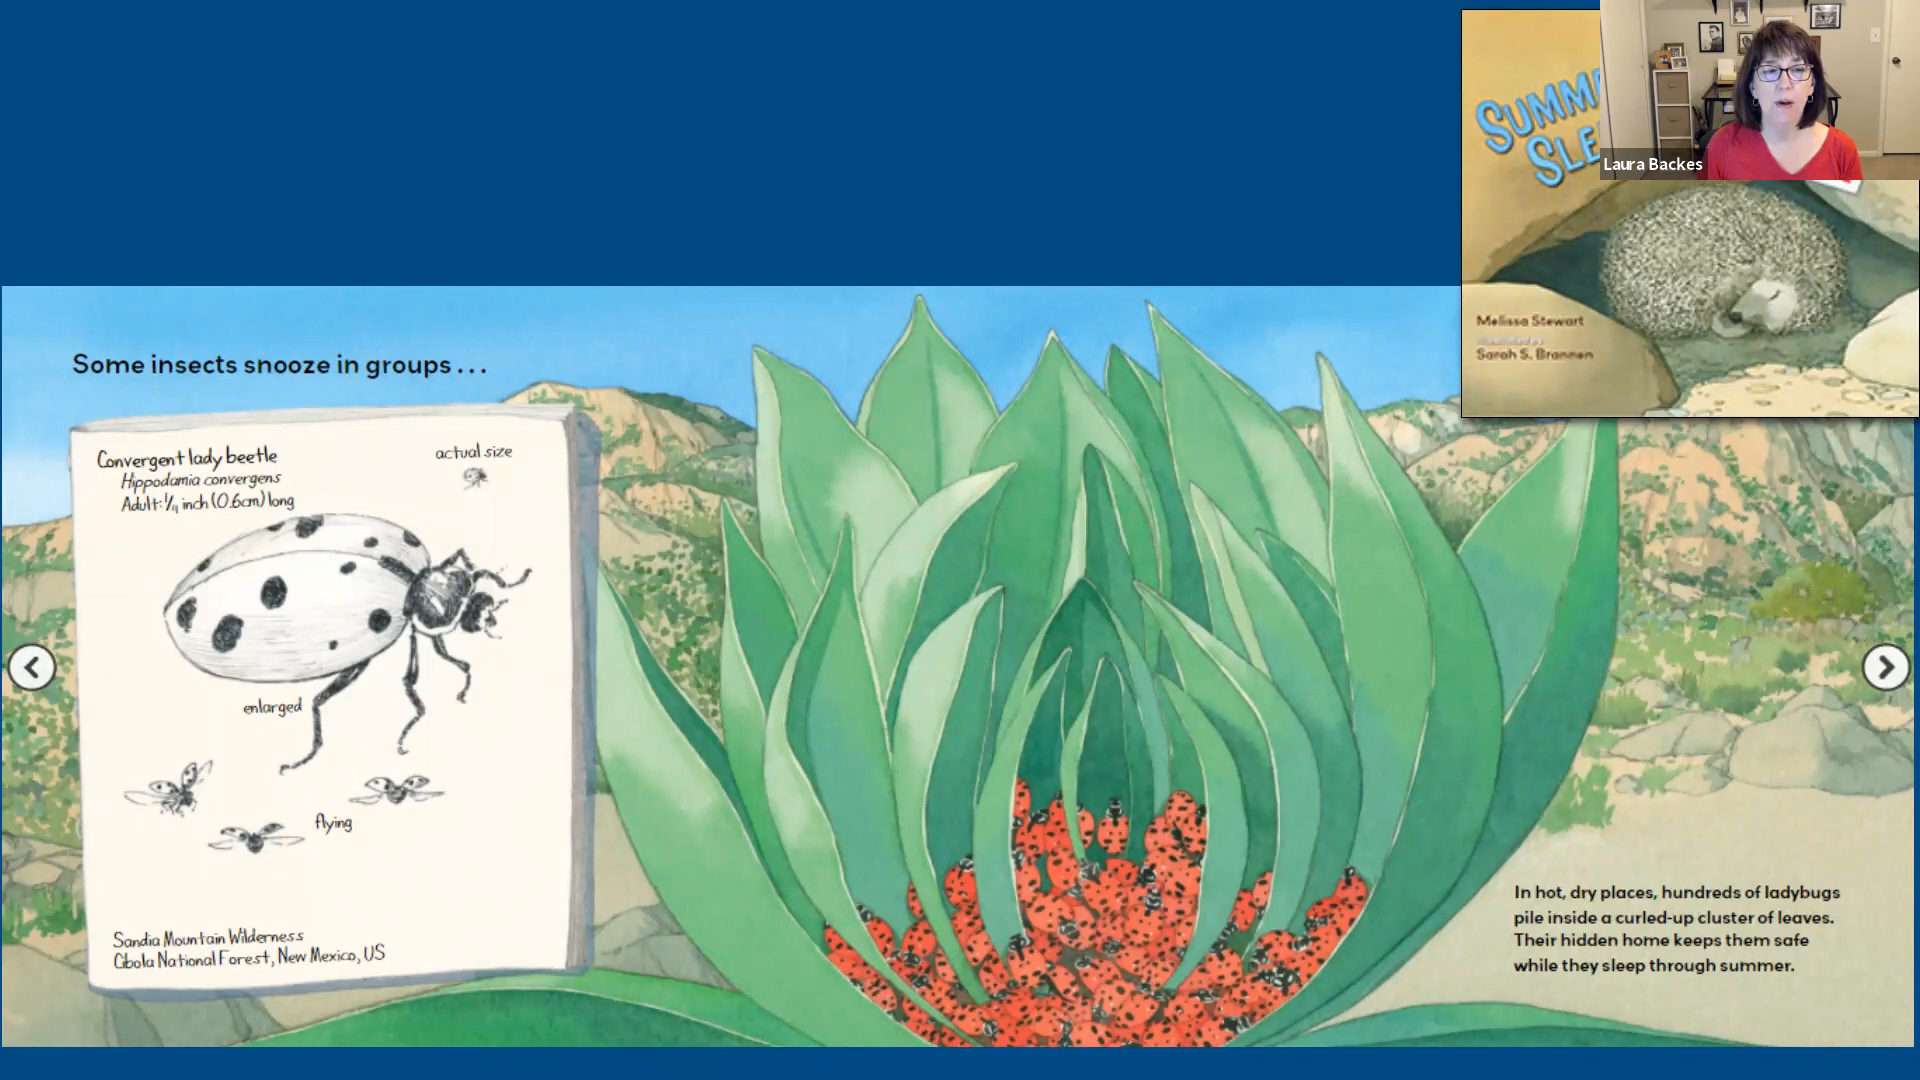 SUMM
SLE
Laura Backes
Melissa Stewart
illustrated by
Sarah S. Brannen
Some insects snooze in groups . . .
Convergent lady beetle
Hippodamia convergens
Adult: 1/4 inch (0.6cm) long
actual size
enlarged
flying
Sandia Mountain Wilderness
Cibola National Forest, New Mexico, US
In hot, dry places, hundreds of ladybugs
pile inside a curled-up cluster of leaves.
Their hidden home keeps them safe
while they sleep through summer.